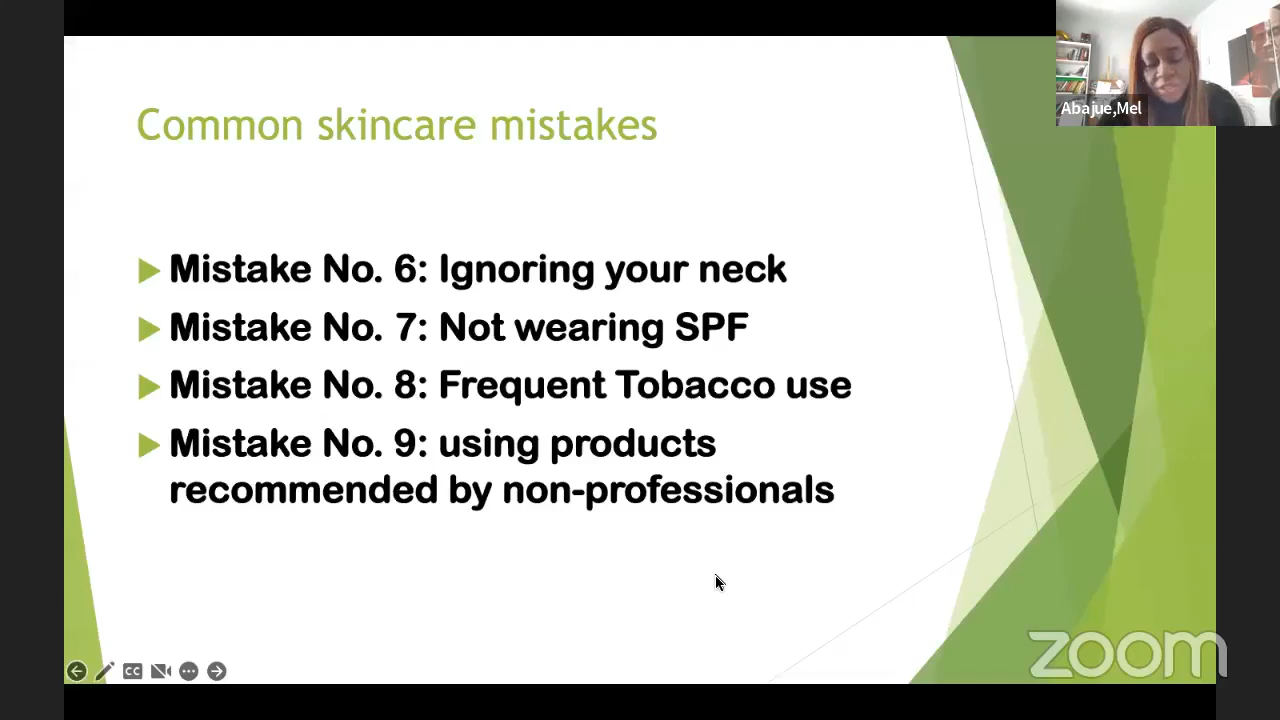 Common skincare mistakes
Mistake No. 6: Ignoring your neck
Mistake No. 7: Not wearing SPF
Mistake No. 8: Frequent Tobacco use
Mistake No. 9: using products
recommended by non-professionals
Abajue,Mel
CC
zoom